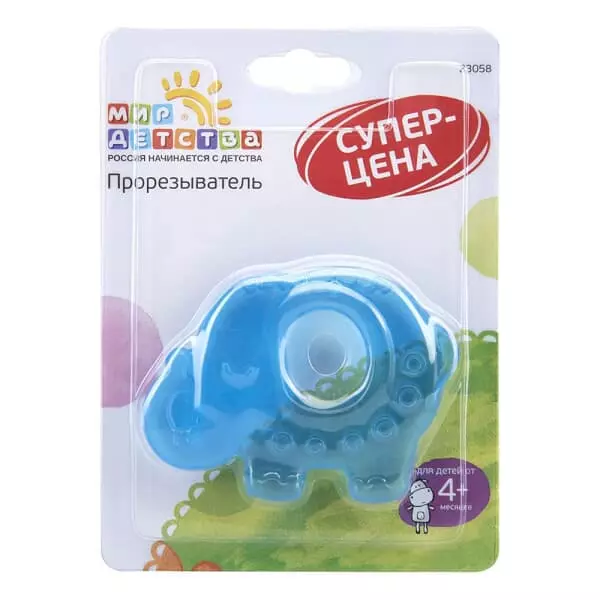 23058
МИР
ДЕТСТВА
РОССИЯ НАЧИНАЕТСЯ С ДЕТСТВА
Прорезыватель
СУПЕР-
ЦЕНА
для детей от
4+
месяцев